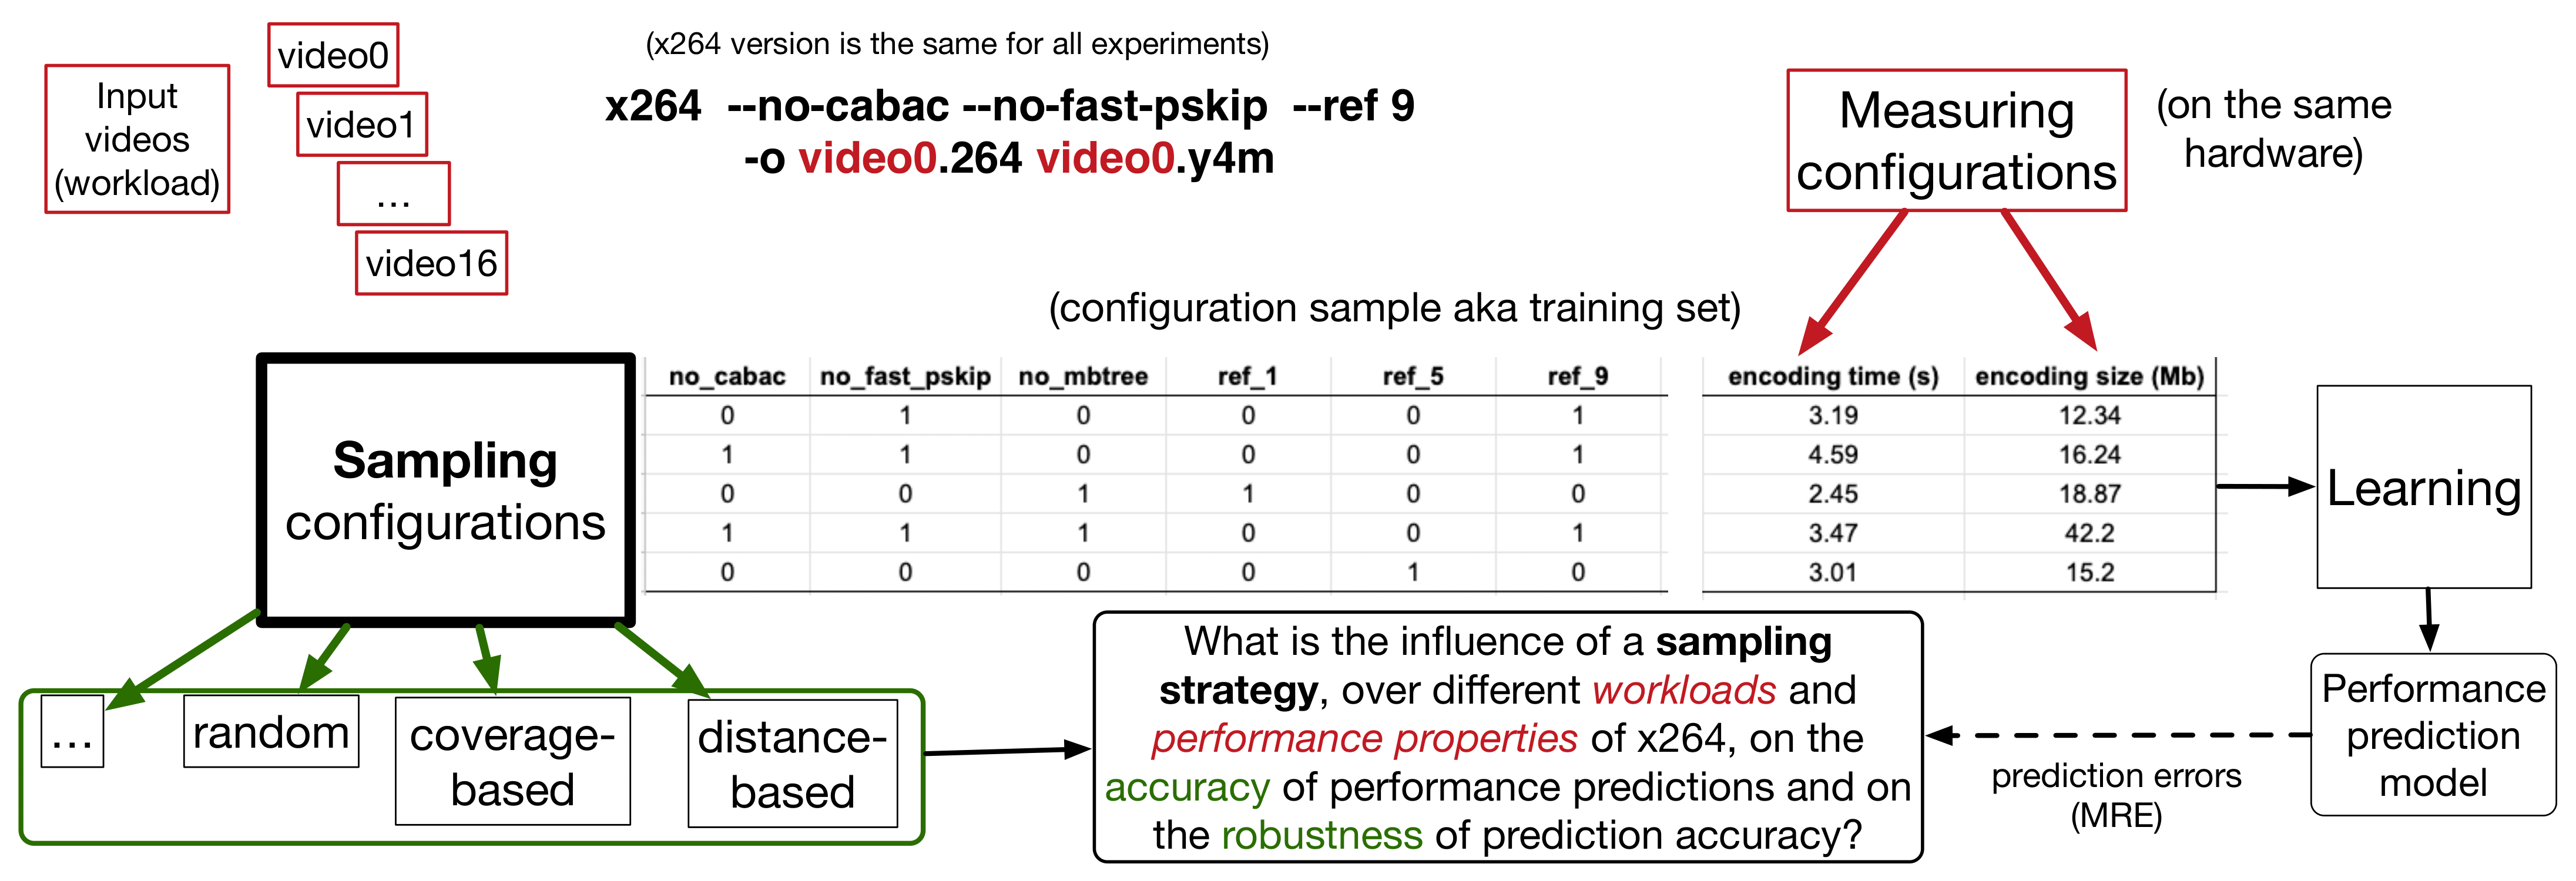 Input
videos
(workload)
video0
video1
...
video16
(x264 version is the same for all experiments)
x264 --no-cabac --no-fast-pskip --ref 9
-o video0.264 video0.y4m
Measuring
configurations
(on the same
hardware)
(configuration sample aka training set)
Sampling
configurations
no_cabac no_fast_pskip no_mbtree ref_1 ref_5 ref_9 encoding time (s) encoding size (Mb)
0 1 0 0 0 1 3.19 12.34
1 1 0 0 0 1 4.59 16.24
0 0 1 1 0 0 2.45 18.87
1 1 1 0 0 1 3.47 42.2
0 0 0 0 1 0 3.01 15.2
Learning
...
random
coverage-
based
distance-
based
What is the influence of a sampling
strategy, over different workloads and
performance properties of x264, on the
accuracy of performance predictions and on
the robustness of prediction accuracy?
prediction errors
(MRE)
Performance
prediction
model